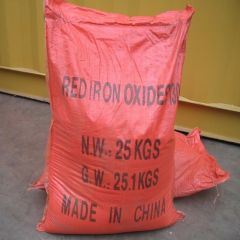 RED IRON OXIDE
N.W.: 25 KGS
G.W.: 25.1 KGS
MADE IN CHINA